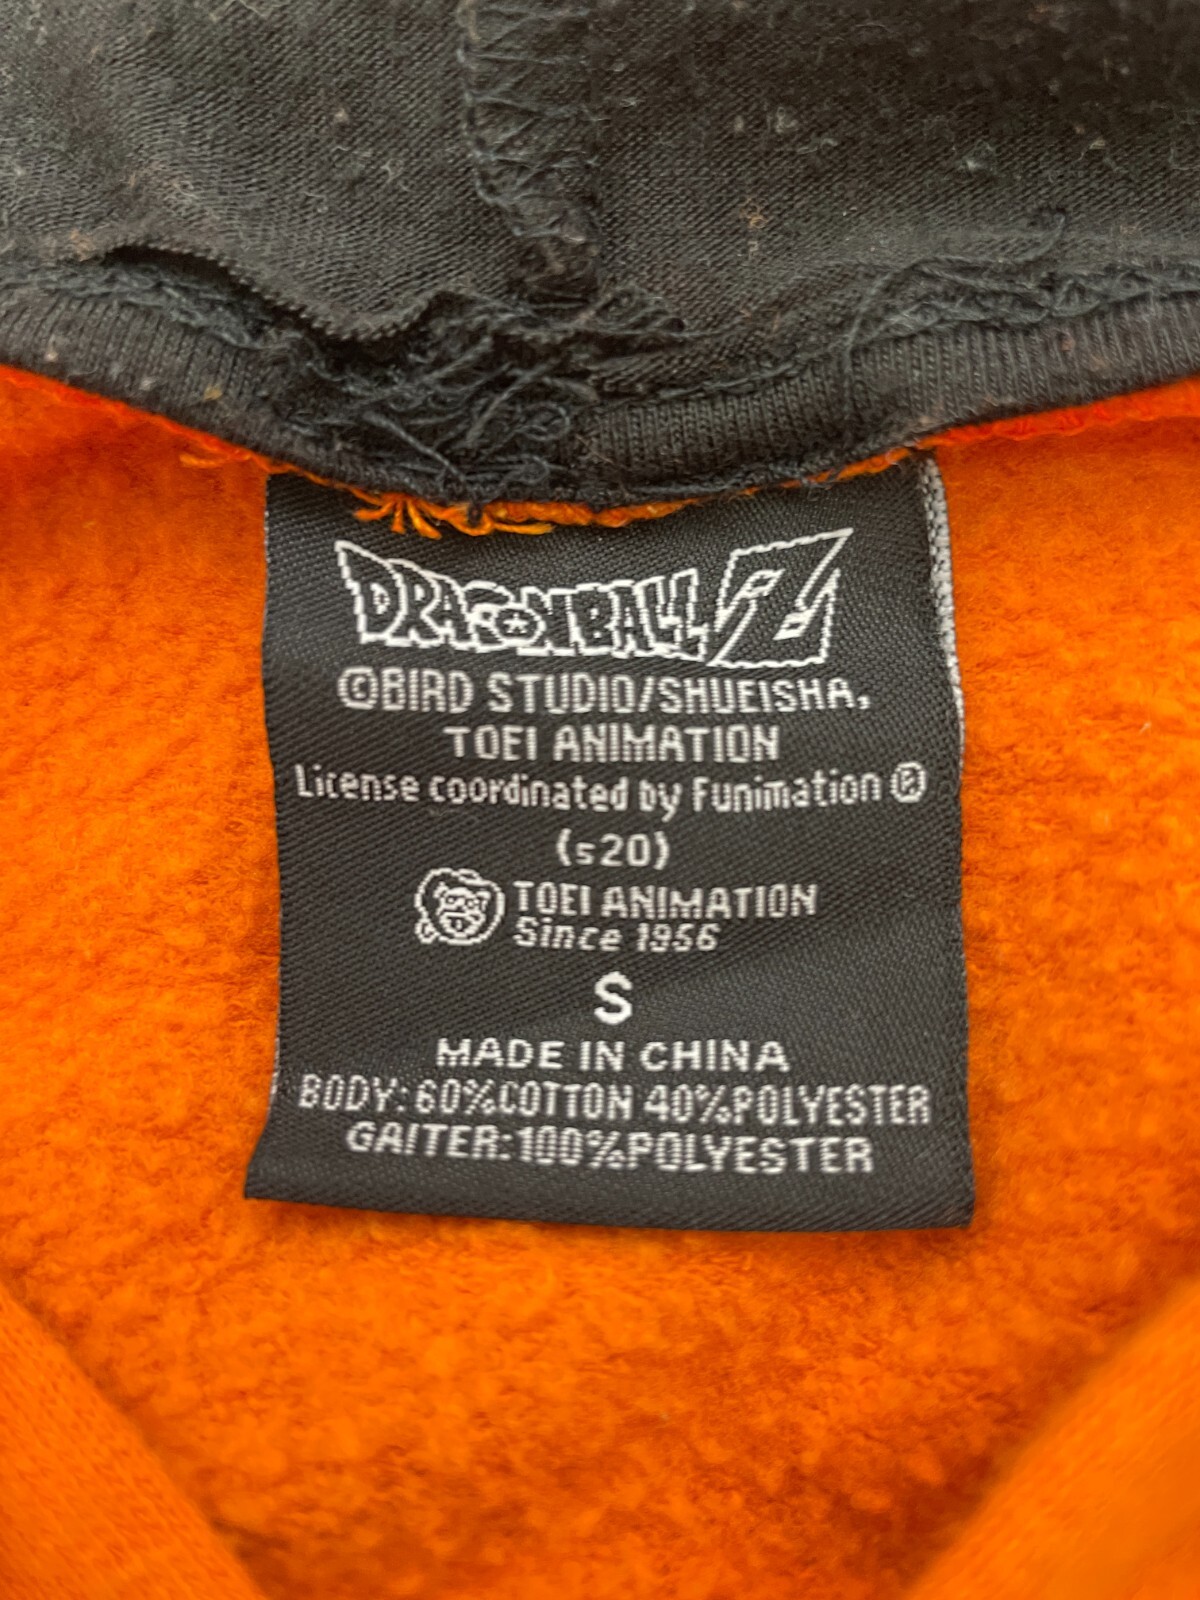 DRAGONBALL Z
©BIRD STUDIO/SHUEISHA,
TOEI ANIMATION
License coordinated by Funimation ®
(s20)
TOEI ANIMATION
Since 1956
S
MADE IN CHINA
BODY: 60%COTTON 40%POLYESTER
GAITER:100%POLYESTER